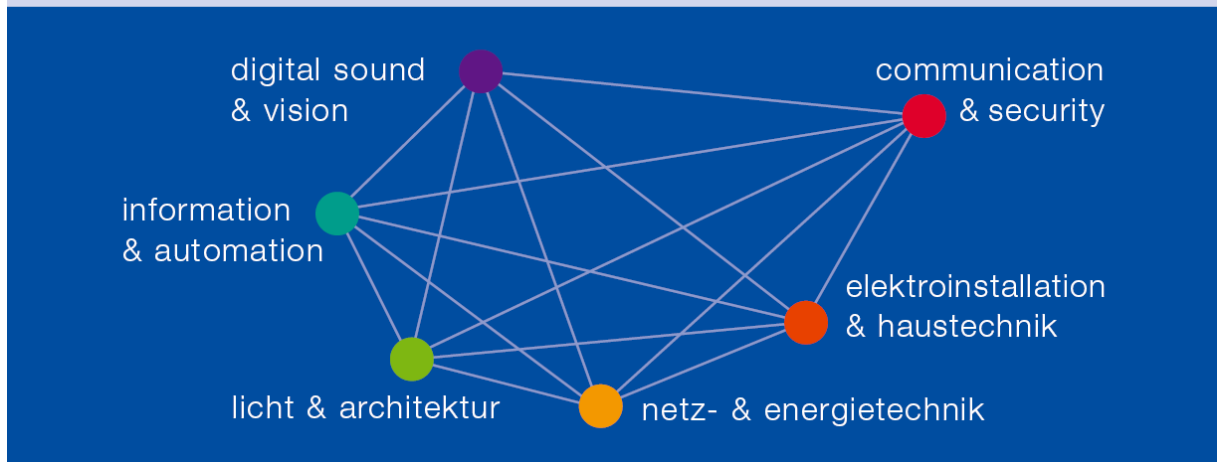 digital sound
& vision
communication
& security
information
& automation
elektroinstallation
& haustechnik
licht & architektur
netz- & energietechnik